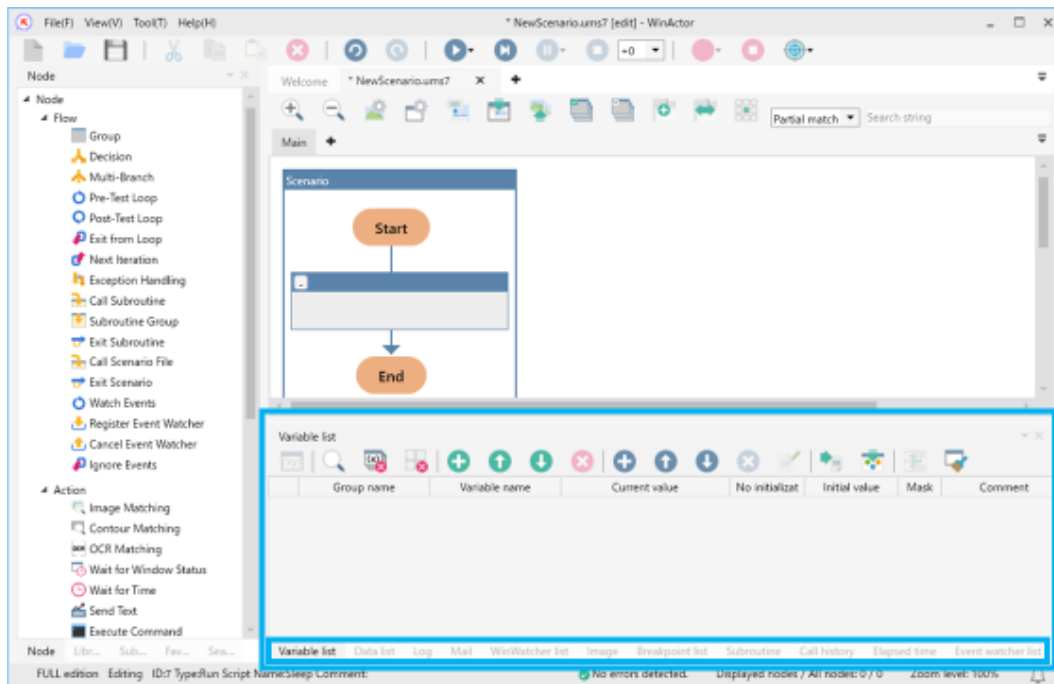 File(F) View(V) Tool(T) Help(H)
* NewScenario.ums7 [edit] - WinActor
+0
Node
Welcome * NewScenario.ums7
Node
Flow
Group
Decision
Multi-Branch
Pre-Test Loop
Post-Test Loop
Exit from Loop
Next Iteration
Exception Handling
Call Subroutine
Subroutine Group
Exit Subroutine
Call Scenario File
Exit Scenario
Watch Events
Register Event Watcher
Cancel Event Watcher
Ignore Events
Action
Image Matching
Contour Matching
OCR Matching
Wait for Window Status
Wait for Time
Send Text
Execute Command
Node Libr... Sub... Fav... Sea...
Partial match Search string
Main
Scenario
Start
End
Variable list
Group name Variable name Current value No initializat Initial value Mask Comment
Variable list Data list Log Mail WinWatcher list Image Breakpoint list Subroutine Call history Elapsed time Event watcher list
FULL edition Editing ID:7 Type:Run Script Name:Sleep Comment: No errors detected. Displayed nodes / All nodes: 0 / 0 Zoom level: 100%